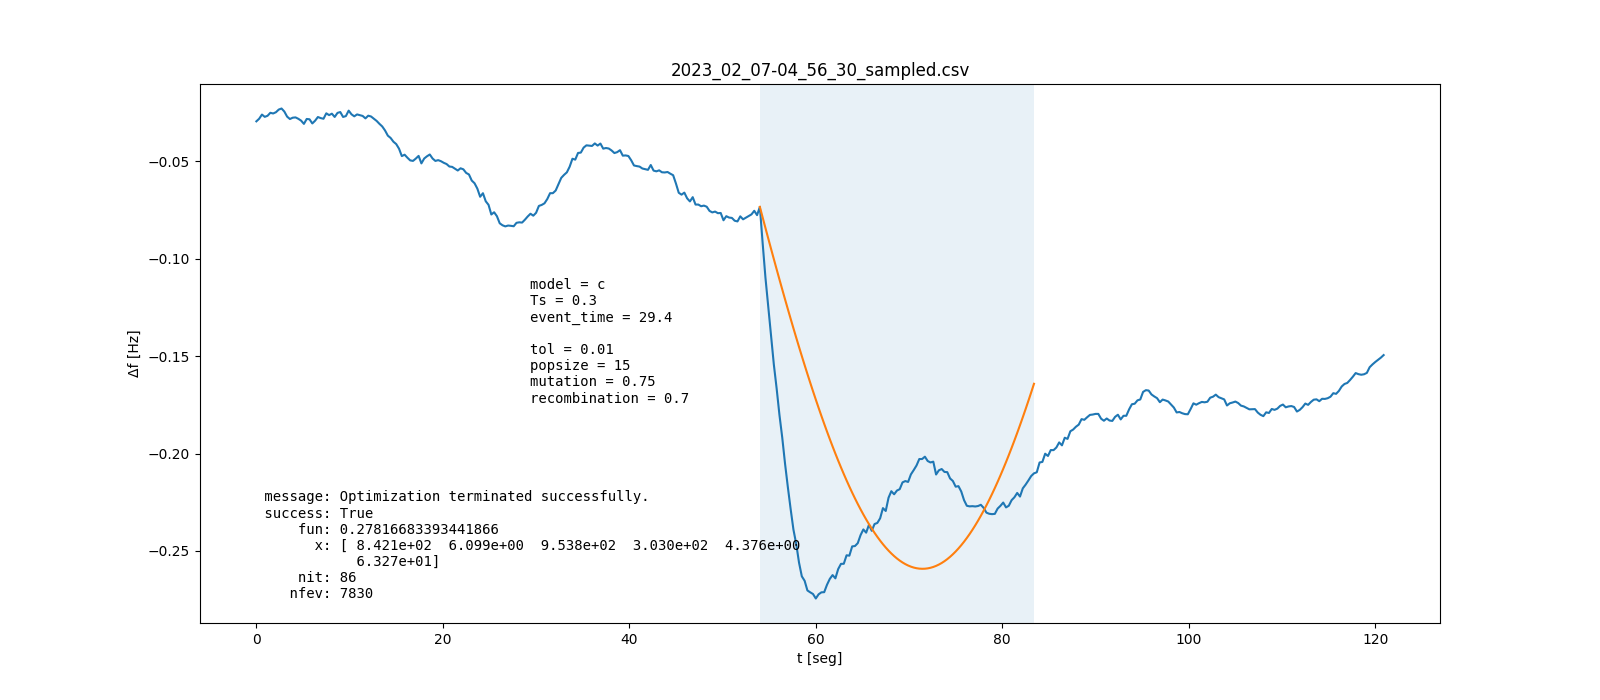 2023_02_07-04_56_30_sampled.csv
−0.05
−0.10
−0.15
−0.20
−0.25
Δf [Hz]
model = c
Ts = 0.3
event_time = 29.4
tol = 0.01
popsize = 15
mutation = 0.75
recombination = 0.7
message: Optimization terminated successfully.
success: True
fun: 0.27816683393441866
x: [ 8.421e+02  6.099e+00  9.538e+02  3.030e+02  4.376e+00
6.327e+01]
nit: 86
nfev: 7830
0 20 40 60 80 100 120
t [seg]